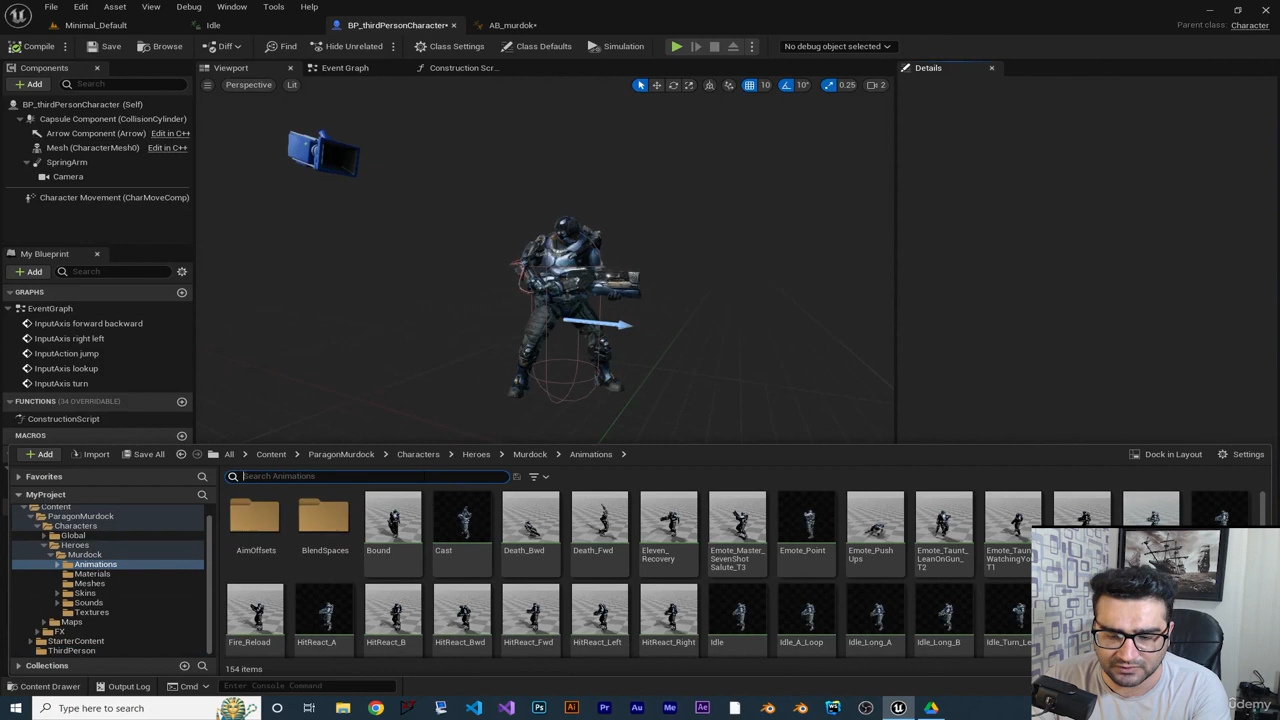 File Edit Asset View Debug Window Tools Help
Minimal_Default Idle BP_thirdPersonCharacter* AB_murdok* Parent class: Character
Compile Save Browse Diff Find Hide Unrelated Class Settings Class Defaults Simulation No debug object selected
Components Viewport Event Graph Construction Scr... Details
Add Search Perspective Lit 10 10° 0.25 2
BP_thirdPersonCharacter (Self)
Capsule Component (CollisionCylinder)
Arrow Component (Arrow) Edit in C++
Mesh (CharacterMesh0) Edit in C++
SpringArm
Camera
Character Movement (CharMoveComp)
My Blueprint
Add Search
GRAPHS
EventGraph
InputAxis forward backward
InputAxis right left
InputAction jump
InputAxis lookup
InputAxis turn
FUNCTIONS (34 OVERRIDABLE)
ConstructionScript
MACROS
Add Import Save All All Content ParagonMurdock Characters Heroes Murdock Animations Dock in Layout Settings
Favorites Search Animations
MyProject
Content
ParagonMurdock
Characters
Global
Heroes
Murdock
Animations
Materials
Meshes
Skins
Sounds
Textures
Maps
FX
StarterContent
ThirdPerson
Collections
AimOffsets BlendSpaces Bound Cast Death_Bwd Death_Fwd Eleven_ Recovery Emote_Master_ SevenShot Salute_T3 Emote_Point Emote_Push Ups Emote_Taunt_ LeanOnGun_ T2 Emote_Taun WatchingYou T1
Fire_Reload HitReact_A HitReact_B HitReact_Bwd HitReact_Fwd HitReact_Left HitReact_Right Idle Idle_A_Loop Idle_Long_A Idle_Long_B Idle_Turn_Le
154 items
Content Drawer Output Log Cmd Enter Console Command
Type here to search
ûdemy